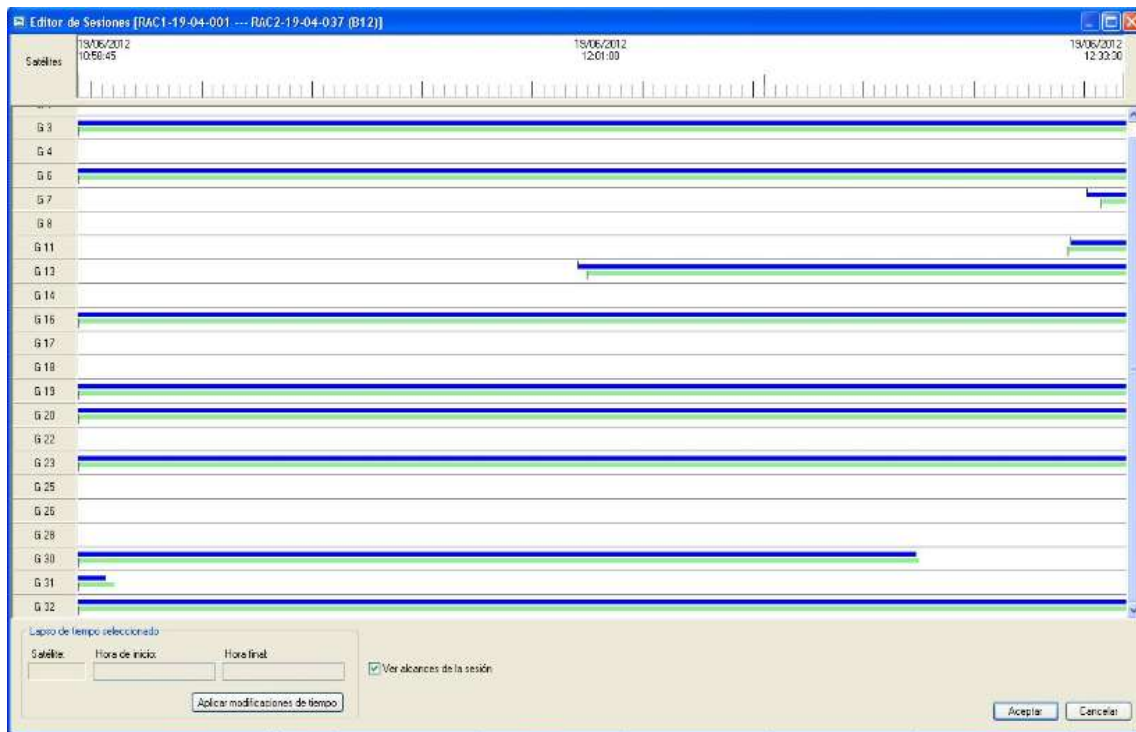 Editor de Sesiones [RAC1-19-04-001 --- RAC2-19-04-037 (B12)]
Satélites
19/06/2012
10:58:45
19/06/2012
12:01:00
19/06/2012
12:33:30
G 3
G 4
G 6
G 7
G 8
G 11
G 13
G 14
G 16
G 17
G 18
G 19
G 20
G 22
G 23
G 25
G 26
G 28
G 30
G 31
G 32
Lapso de tiempo seleccionado
Satélite: Hora de inicio: Hora final:
Ver alcances de la sesión
Aplicar modificaciones de tiempo
Aceptar Cancelar